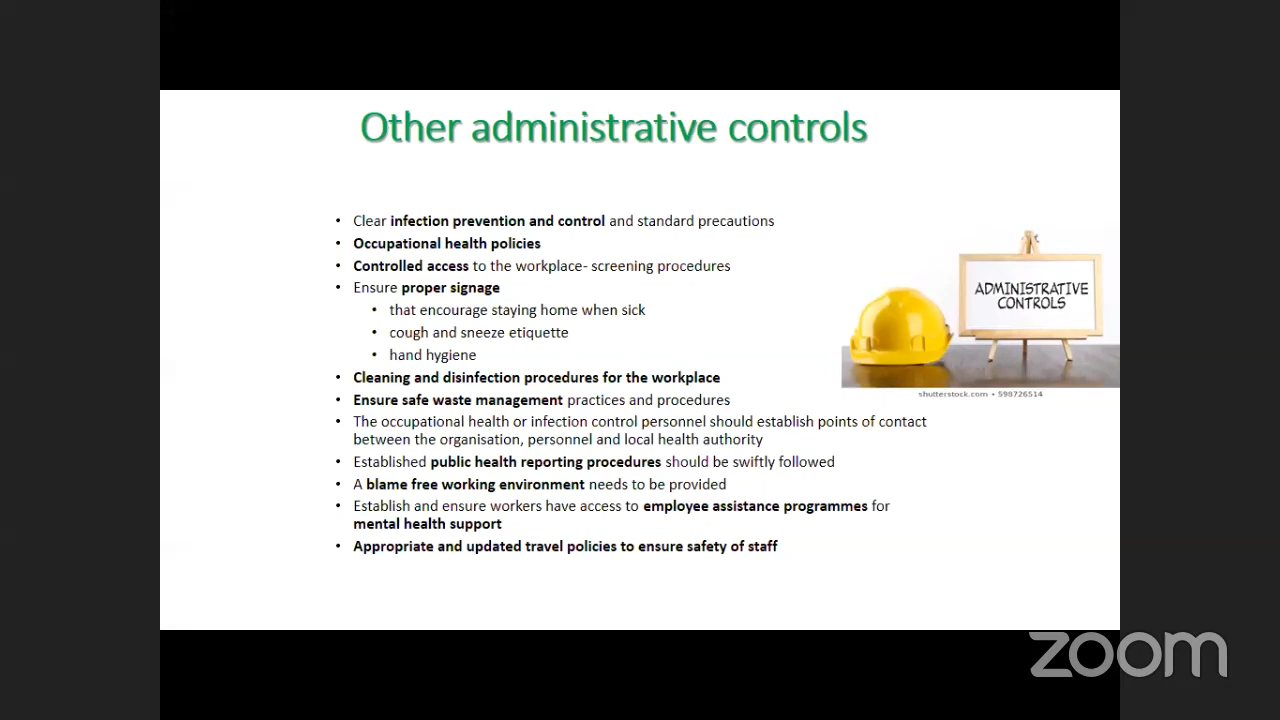 Other administrative controls
• Clear infection prevention and control and standard precautions
• Occupational health policies
• Controlled access to the workplace- screening procedures
• Ensure proper signage
• that encourage staying home when sick
• cough and sneeze etiquette
• hand hygiene
• Cleaning and disinfection procedures for the workplace
• Ensure safe waste management practices and procedures
• The occupational health or infection control personnel should establish points of contact
between the organisation, personnel and local health authority
• Established public health reporting procedures should be swiftly followed
• A blame free working environment needs to be provided
• Establish and ensure workers have access to employee assistance programmes for
mental health support
• Appropriate and updated travel policies to ensure safety of staff
ADMINISTRATIVE
CONTROLS
shutterstock.com • 598726514
zoom